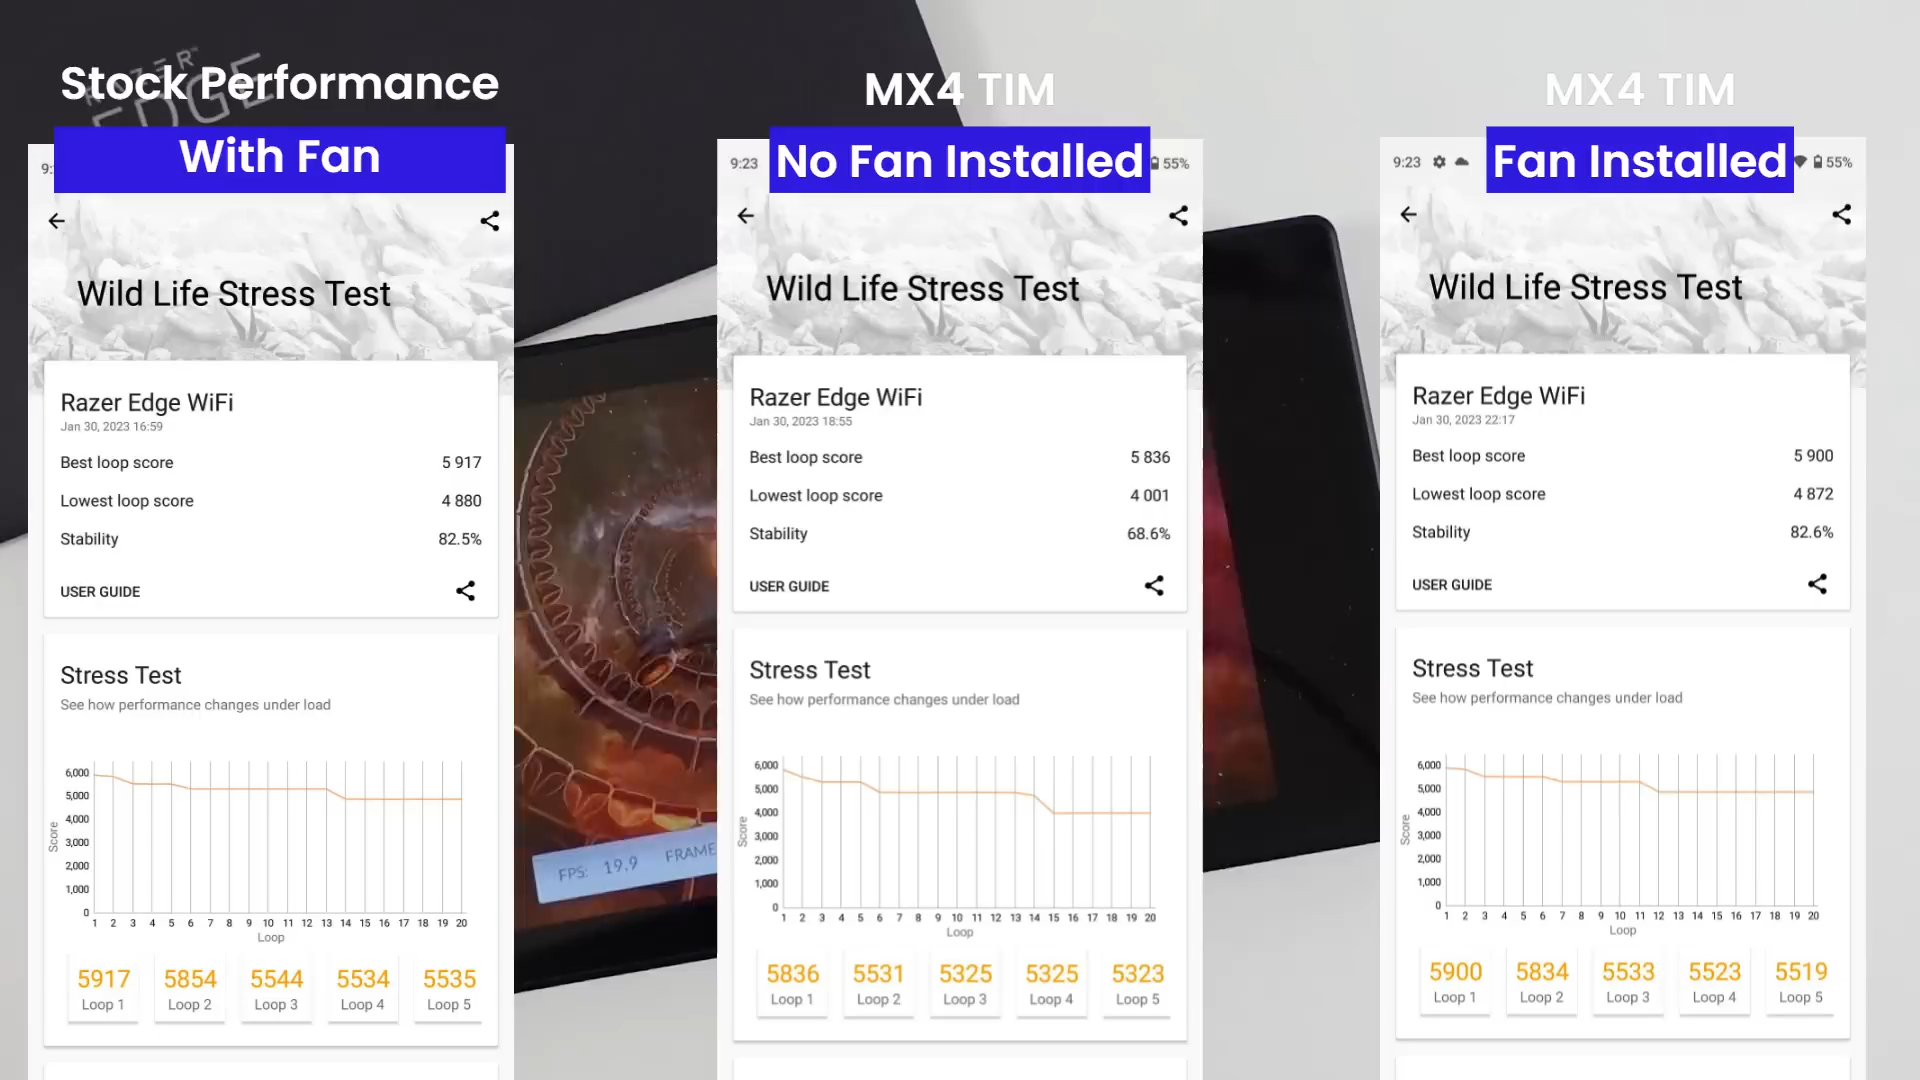 RAZER
EDGE
Stock Performance
With Fan
9:
Wild Life Stress Test
Razer Edge WiFi
Jan 30, 2023 16:59
Best loop score 5 917
Lowest loop score 4 880
Stability 82.5%
USER GUIDE
Stress Test
See how performance changes under load
6,000
5,000
4,000
3,000
2,000
1,000
0
Score
1 2 3 4 5 6 7 8 9 10 11 12 13 14 15 16 17 18 19 20
Loop
5917 5854 5544 5534 5535
Loop 1 Loop 2 Loop 3 Loop 4 Loop 5
FPS: 19.9 FRAME
MX4 TIM
No Fan Installed
9:23 55%
Wild Life Stress Test
Razer Edge WiFi
Jan 30, 2023 18:55
Best loop score 5 836
Lowest loop score 4 001
Stability 68.6%
USER GUIDE
Stress Test
See how performance changes under load
6,000
5,000
4,000
3,000
2,000
1,000
0
Score
1 2 3 4 5 6 7 8 9 10 11 12 13 14 15 16 17 18 19 20
Loop
5836 5531 5325 5325 5323
Loop 1 Loop 2 Loop 3 Loop 4 Loop 5
MX4 TIM
Fan Installed
9:23 55%
Wild Life Stress Test
Razer Edge WiFi
Jan 30, 2023 22:17
Best loop score 5 900
Lowest loop score 4 872
Stability 82.6%
USER GUIDE
Stress Test
See how performance changes under load
6,000
5,000
4,000
3,000
2,000
1,000
0
Score
1 2 3 4 5 6 7 8 9 10 11 12 13 14 15 16 17 18 19 20
Loop
5900 5834 5533 5523 5519
Loop 1 Loop 2 Loop 3 Loop 4 Loop 5